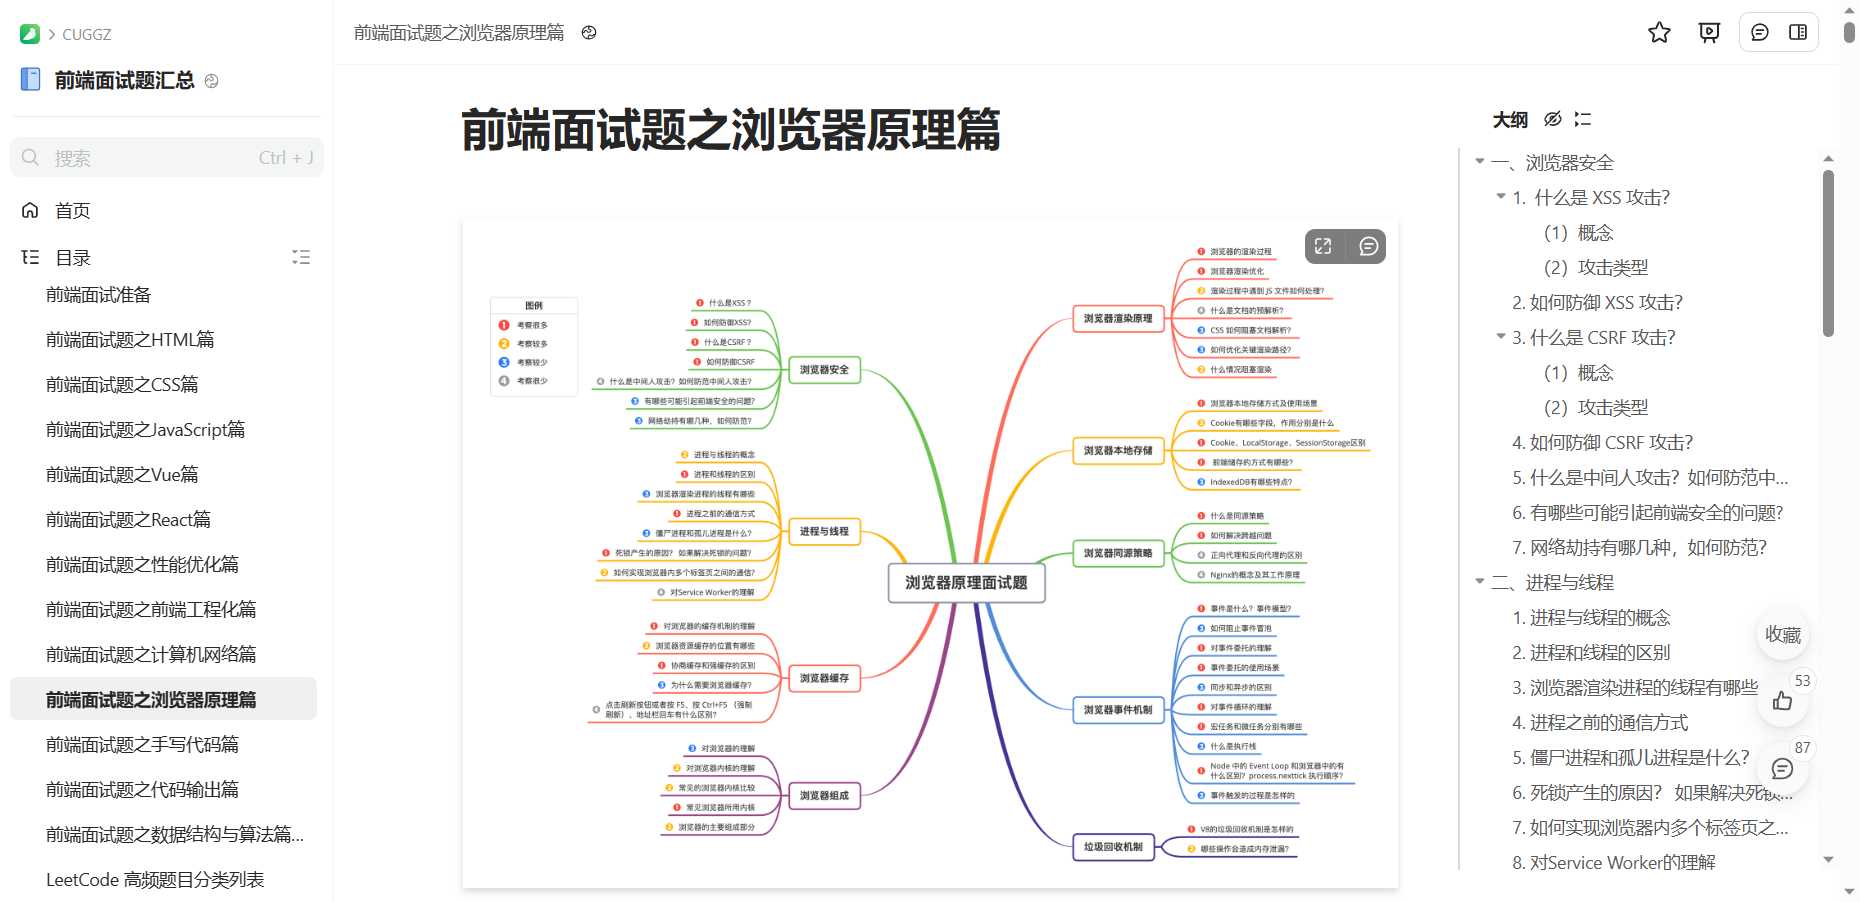 CUGGZ
前端面试题汇总
搜索
Ctrl + J
首页
目录
前端面试准备
前端面试题之HTML篇
前端面试题之CSS篇
前端面试题之JavaScript篇
前端面试题之Vue篇
前端面试题之React篇
前端面试题之性能优化篇
前端面试题之前端工程化篇
前端面试题之计算机网络篇
前端面试题之浏览器原理篇
前端面试题之手写代码篇
前端面试题之代码输出篇
前端面试题之数据结构与算法篇...
LeetCode 高频题目分类列表
前端面试题之浏览器原理篇
前端面试题之浏览器原理篇
图例
1 考察很多
2 考察较多
3 考察较少
4 考察很少
浏览器原理面试题
浏览器安全
1 什么是XSS？
1 如何防御XSS?
1 什么是CSRF？
1 如何防御CSRF
4 什么是中间人攻击？如何防范中间人攻击？
3 有哪些可能引起前端安全的问题?
3 网络劫持有哪几种，如何防范?
进程与线程
2 进程与线程的概念
1 进程和线程的区别
3 浏览器渲染进程的线程有哪些
1 进程之前的通信方式
3 僵尸进程和孤儿进程是什么?
1 死锁产生的原因？ 如果解决死锁的问题?
2 如何实现浏览器内多个标签页之间的通信?
4 对Service Worker的理解
浏览器缓存
1 对浏览器的缓存机制的理解
2 浏览器资源缓存的位置有哪些
1 协商缓存和强缓存的区别
3 为什么需要浏览器缓存?
4 点击刷新按钮或者按 F5、按 Ctrl+F5 （强制
刷新）、地址栏回车有什么区别?
浏览器组成
3 对浏览器的理解
2 对浏览器内核的理解
2 常见的浏览器内核比较
1 常见浏览器所用内核
2 浏览器的主要组成部分
浏览器渲染原理
1 浏览器的渲染过程
1 浏览器渲染优化
2 渲染过程中遇到 JS 文件如何处理?
4 什么是文档的预解析?
3 CSS 如何阻塞文档解析?
3 如何优化关键渲染路径?
2 什么情况阻塞渲染
浏览器本地存储
1 浏览器本地存储方式及使用场景
2 Cookie有哪些字段，作用分别是什么
1 Cookie、LocalStorage、SessionStorage区别
1 前端储存的方式有哪些?
3 IndexedDB有哪些特点?
浏览器同源策略
1 什么是同源策略
1 如何解决跨越问题
4 正向代理和反向代理的区别
4 Nginx的概念及其工作原理
浏览器事件机制
1 事件是什么？事件模型?
3 如何阻止事件冒泡
1 对事件委托的理解
1 事件委托的使用场景
3 同步和异步的区别
1 对事件循环的理解
1 宏任务和微任务分别有哪些
3 什么是执行栈
1 Node 中的 Event Loop 和浏览器中的有
什么区别？process.nexttick 执行顺序?
3 事件触发的过程是怎样的
垃圾回收机制
1 V8的垃圾回收机制是怎样的
2 哪些操作会造成内存泄漏?
大纲
一、浏览器安全
1. 什么是 XSS 攻击？
（1）概念
（2）攻击类型
2. 如何防御 XSS 攻击？
3. 什么是 CSRF 攻击？
（1）概念
（2）攻击类型
4. 如何防御 CSRF 攻击？
5. 什么是中间人攻击？如何防范中...
6. 有哪些可能引起前端安全的问题?
7. 网络劫持有哪几种，如何防范？
二、进程与线程
1. 进程与线程的概念
2. 进程和线程的区别
3. 浏览器渲染进程的线程有哪些
4. 进程之前的通信方式
5. 僵尸进程和孤儿进程是什么？
6. 死锁产生的原因？ 如果解决死锁...
7. 如何实现浏览器内多个标签页之...
8. 对Service Worker的理解
收藏
53
87